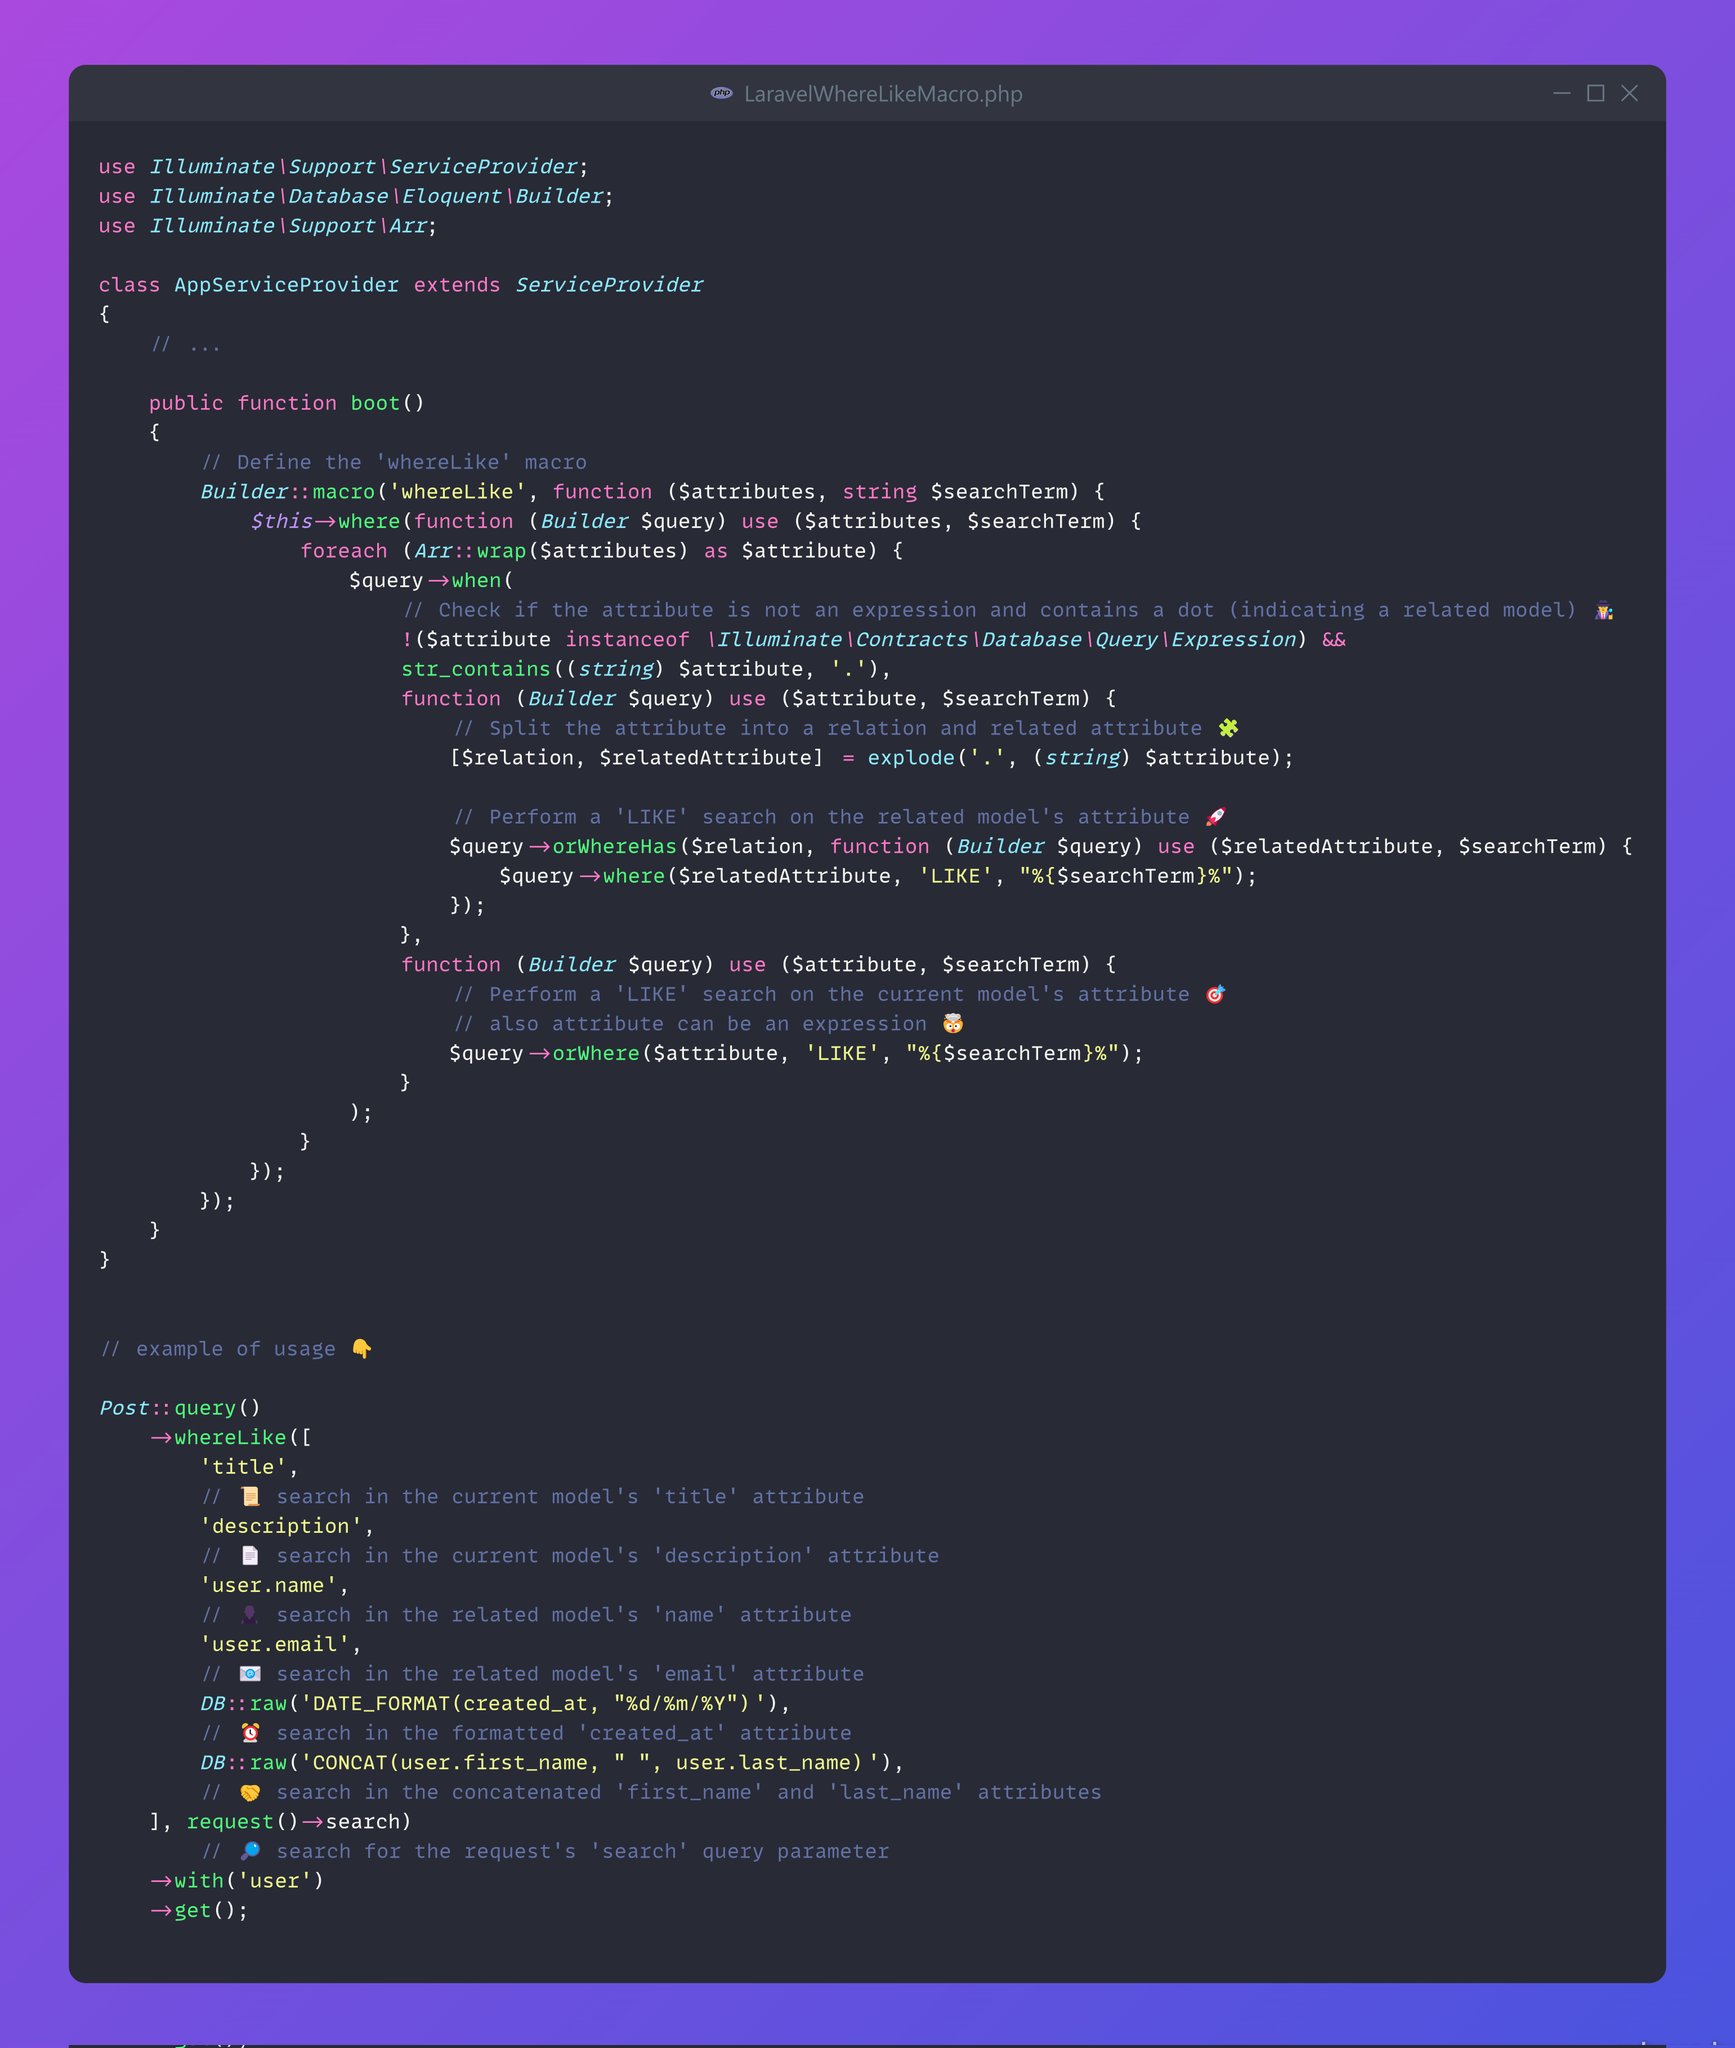 LaravelWhereLikeMacro.php
use Illuminate\Support\ServiceProvider;
use Illuminate\Database\Eloquent\Builder;
use Illuminate\Support\Arr;

class AppServiceProvider extends ServiceProvider
{
    // ...

    public function boot()
    {
        // Define the 'whereLike' macro
        Builder::macro('whereLike', function ($attributes, string $searchTerm) {
            $this->where(function (Builder $query) use ($attributes, $searchTerm) {
                foreach (Arr::wrap($attributes) as $attribute) {
                    $query->when(
                        // Check if the attribute is not an expression and contains a dot (indicating a related model) 🧙‍♀️
                        !($attribute instanceof \Illuminate\Contracts\Database\Query\Expression) &&
                        str_contains((string) $attribute, '.'),
                        function (Builder $query) use ($attribute, $searchTerm) {
                            // Split the attribute into a relation and related attribute 🧩
                            [$relation, $relatedAttribute] = explode('.', (string) $attribute);

                            // Perform a 'LIKE' search on the related model's attribute 🚀
                            $query->orWhereHas($relation, function (Builder $query) use ($relatedAttribute, $searchTerm) {
                                $query->where($relatedAttribute, 'LIKE', "%{$searchTerm}%");
                            });
                        },
                        function (Builder $query) use ($attribute, $searchTerm) {
                            // Perform a 'LIKE' search on the current model's attribute 🎯
                            // also attribute can be an expression 🤯
                            $query->orWhere($attribute, 'LIKE', "%{$searchTerm}%");
                        }
                    );
                }
            });
        });
    }
}

// example of usage 👇

Post::query()
    ->whereLike([
        'title',
        // 📜 search in the current model's 'title' attribute
        'description',
        // 📄 search in the current model's 'description' attribute
        'user.name',
        // 👤 search in the related model's 'name' attribute
        'user.email',
        // 📧 search in the related model's 'email' attribute
        DB::raw('DATE_FORMAT(created_at, "%d/%m/%Y")'),
        // ⏰ search in the formatted 'created_at' attribute
        DB::raw('CONCAT(user.first_name, " ", user.last_name)'),
        // 🤝 search in the concatenated 'first_name' and 'last_name' attributes
    ], request()->search)
        // 🔎 search for the request's 'search' query parameter
    ->with('user')
    ->get();